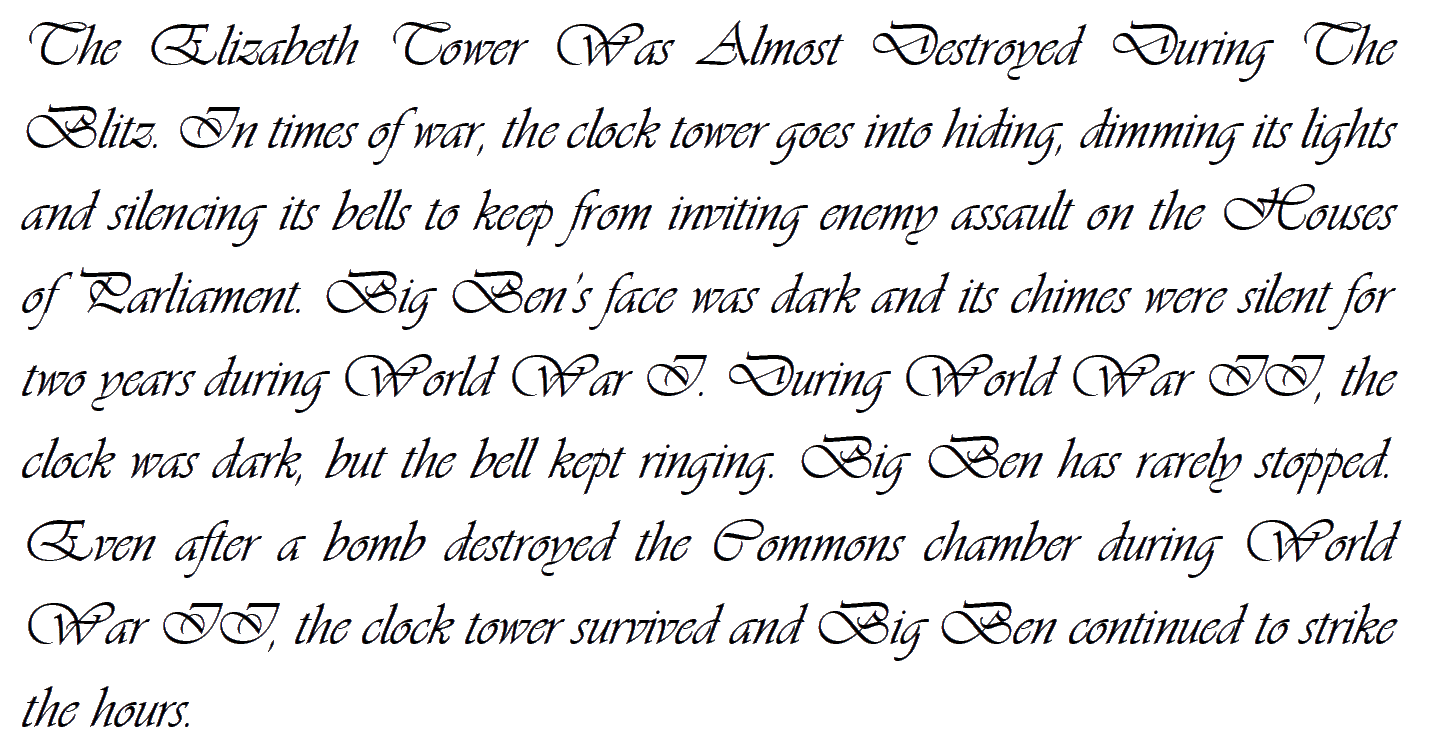 The Elizabeth Tower Was Almost Destroyed During The
Blitz. In times of war, the clock tower goes into hiding, dimming its lights
and silencing its bells to keep from inviting enemy assault on the Houses
of Parliament. Big Ben's face was dark and its chimes were silent for
two years during World War I. During World War II, the
clock was dark, but the bell kept ringing. Big Ben has rarely stopped.
Even after a bomb destroyed the Commons chamber during World
War II, the clock tower survived and Big Ben continued to strike
the hours.